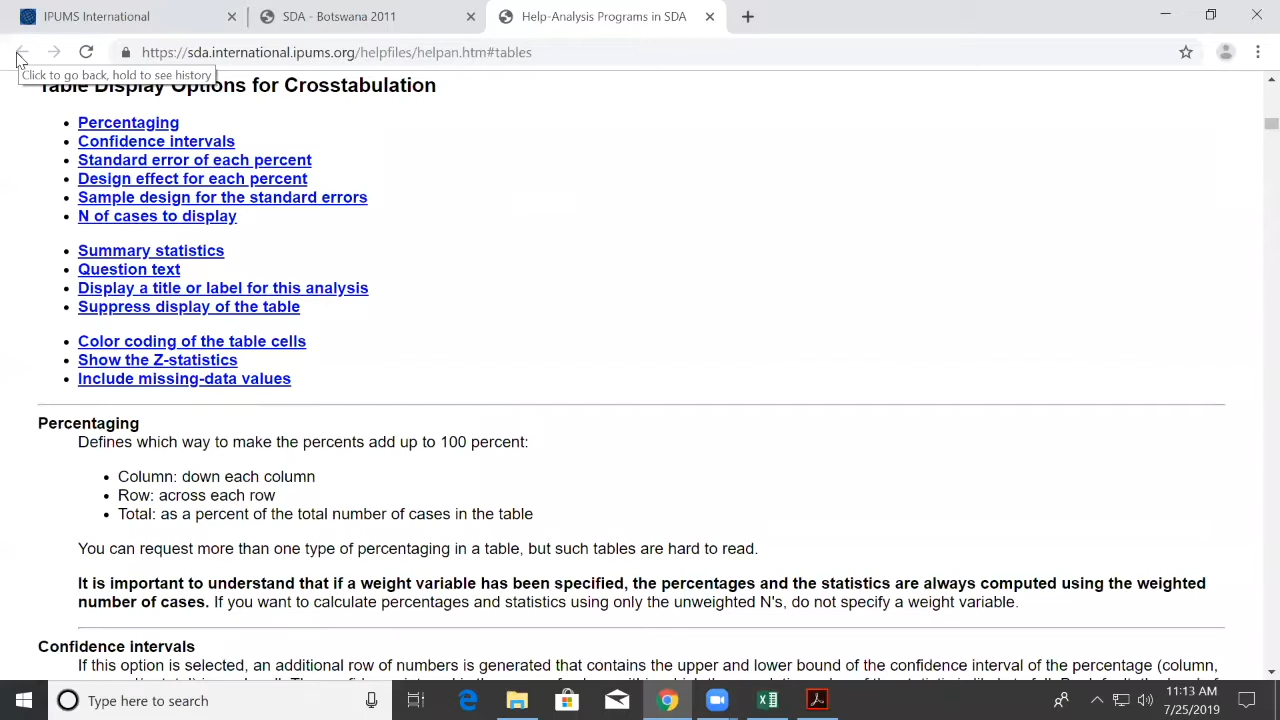 IPUMS International
SDA - Botswana 2011
Help-Analysis Programs in SDA
https://sda.international.ipums.org/helpfiles/helpan.htm#tables
Click to go back, hold to see history
Table Display Options for Crosstabulation
Percentaging
Confidence intervals
Standard error of each percent
Design effect for each percent
Sample design for the standard errors
N of cases to display
Summary statistics
Question text
Display a title or label for this analysis
Suppress display of the table
Color coding of the table cells
Show the Z-statistics
Include missing-data values
Percentaging
Defines which way to make the percents add up to 100 percent:
Column: down each column
Row: across each row
Total: as a percent of the total number of cases in the table
You can request more than one type of percentaging in a table, but such tables are hard to read.
It is important to understand that if a weight variable has been specified, the percentages and the statistics are always computed using the weighted
number of cases. If you want to calculate percentages and statistics using only the unweighted N's, do not specify a weight variable.
Confidence intervals
If this option is selected, an additional row of numbers is generated that contains the upper and lower bound of the confidence interval of the percentage (column,
Type here to search
11:13 AM
7/25/2019